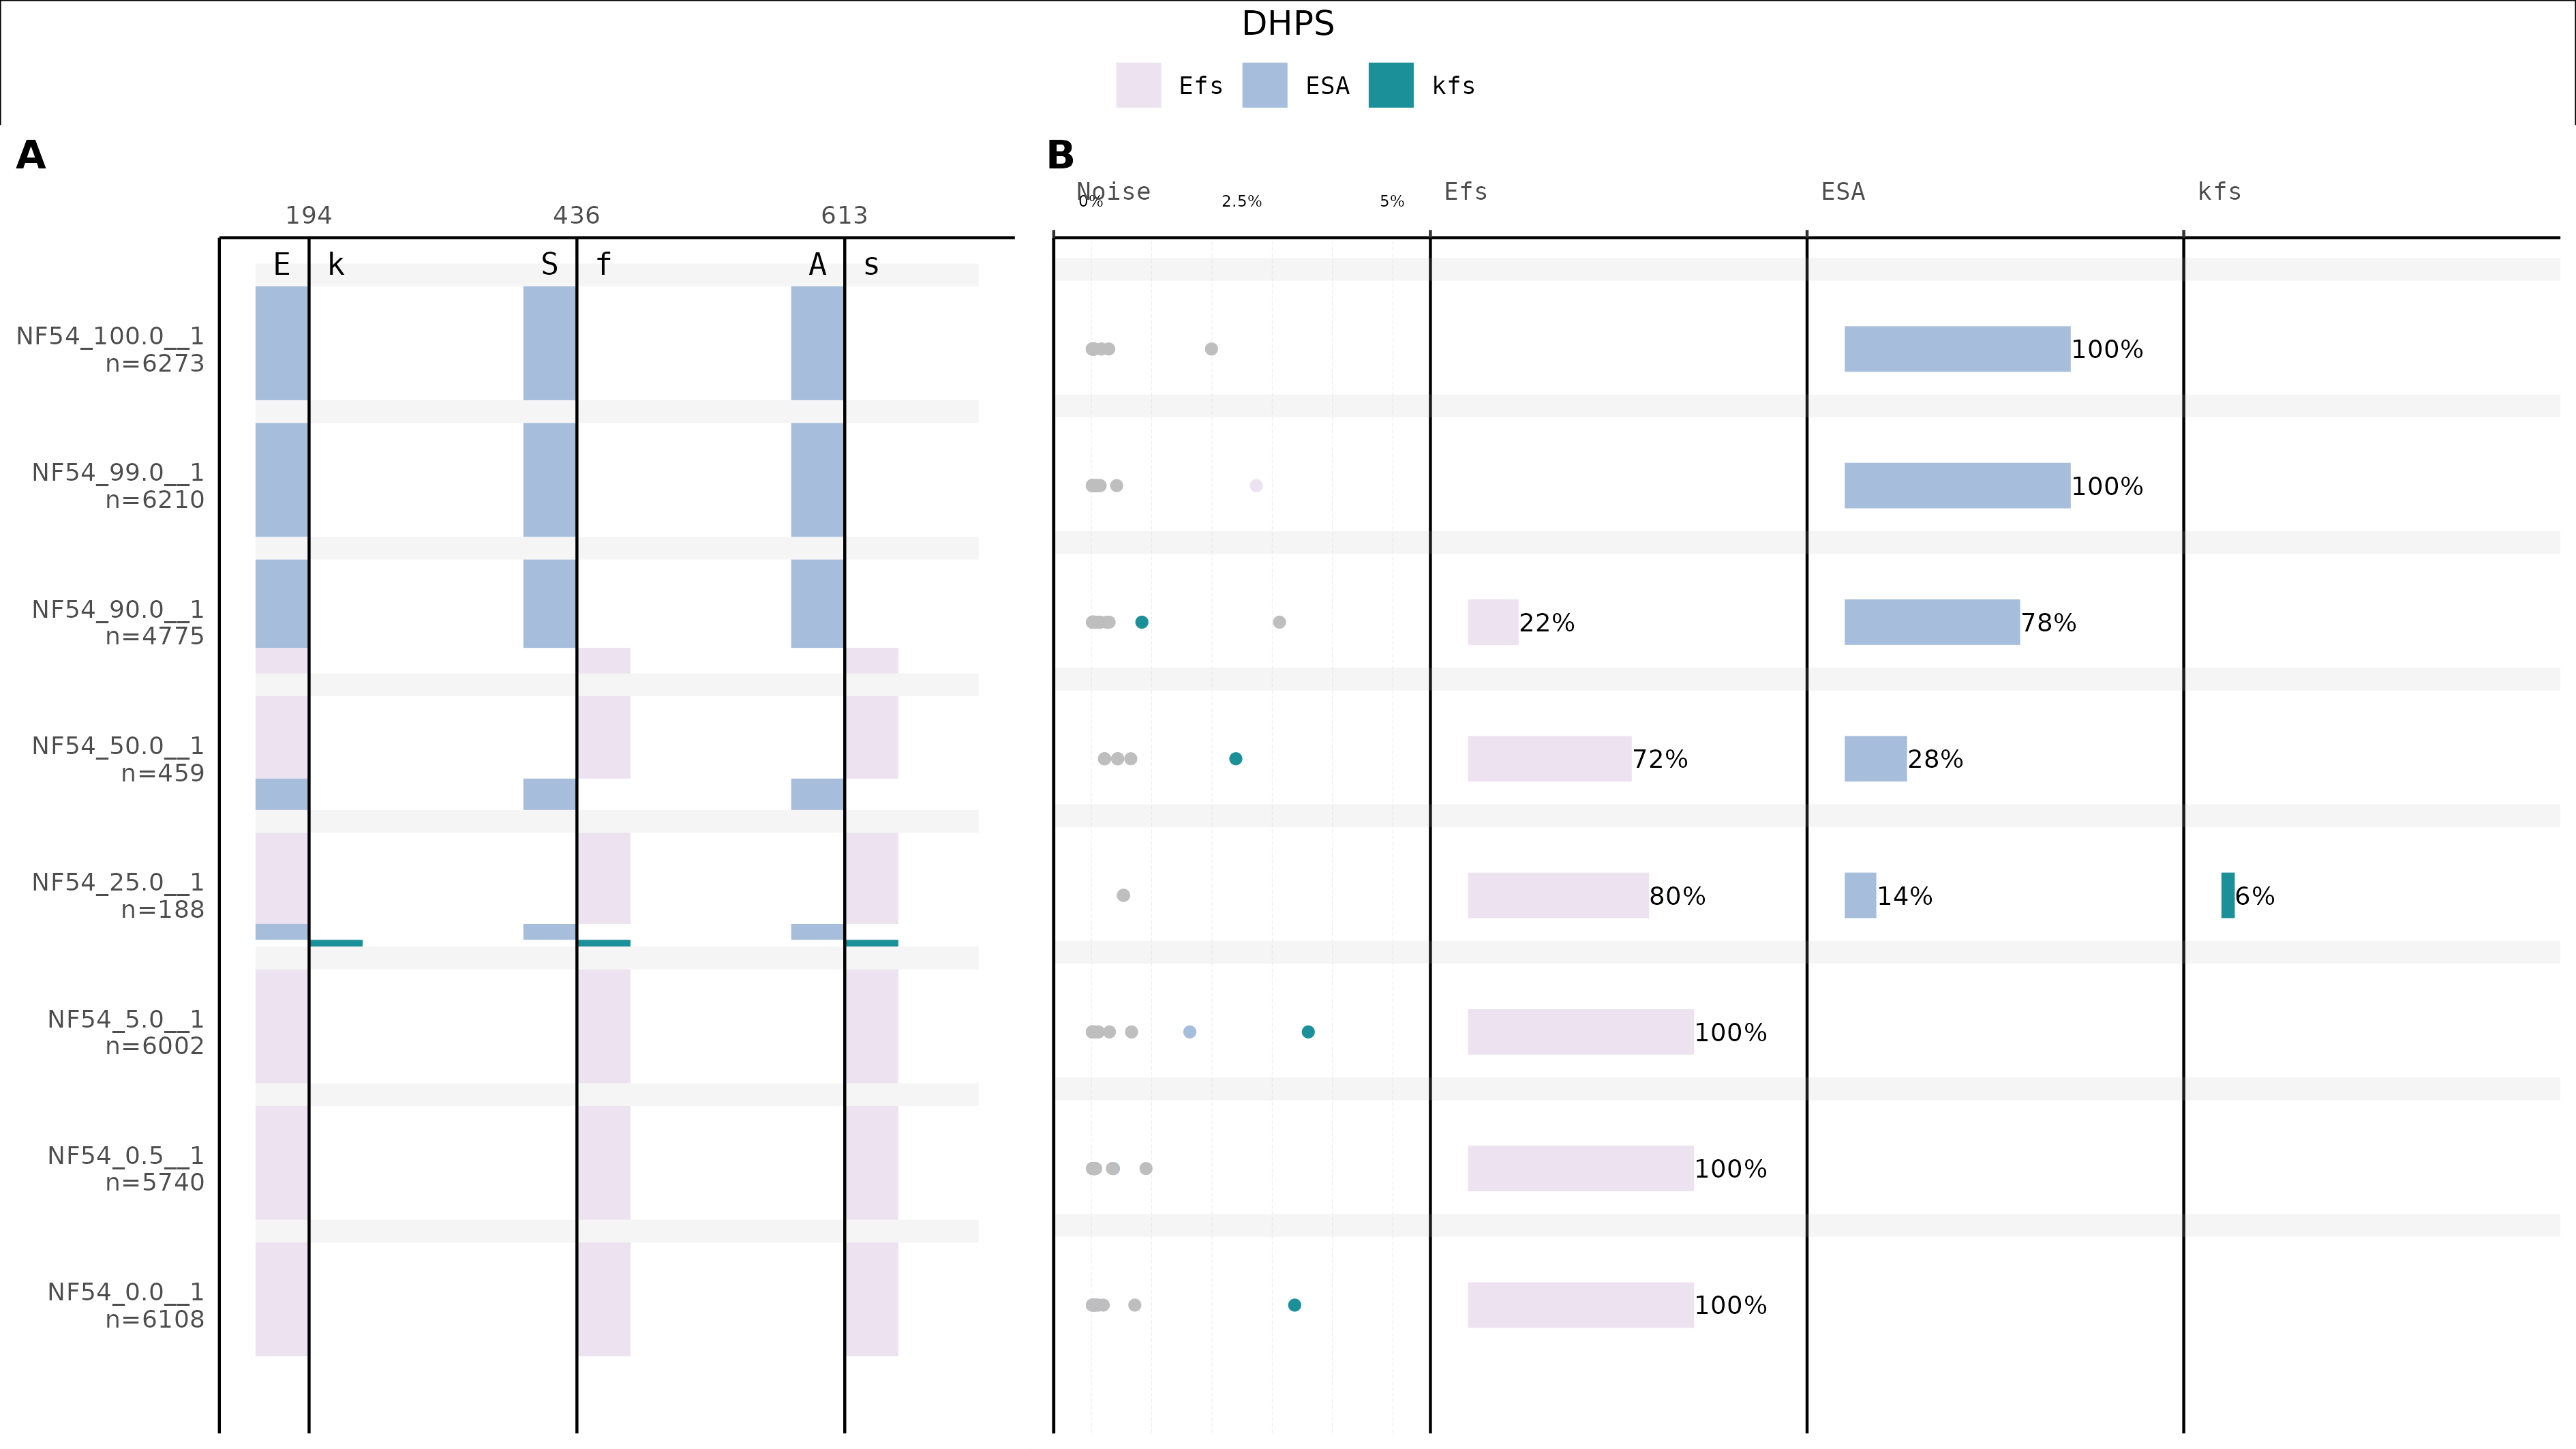 DHPS
Efs ESA kfs
A
B
194 436 613
E k S f A s
NF54_100.0__1
n=6273
NF54_99.0__1
n=6210
NF54_90.0__1
n=4775
NF54_50.0__1
n=459
NF54_25.0__1
n=188
NF54_5.0__1
n=6002
NF54_0.5__1
n=5740
NF54_0.0__1
n=6108
Noise Efs ESA kfs
0% 2.5% 5%
100%
100%
22% 78%
72% 28%
80% 14% 6%
100%
100%
100%